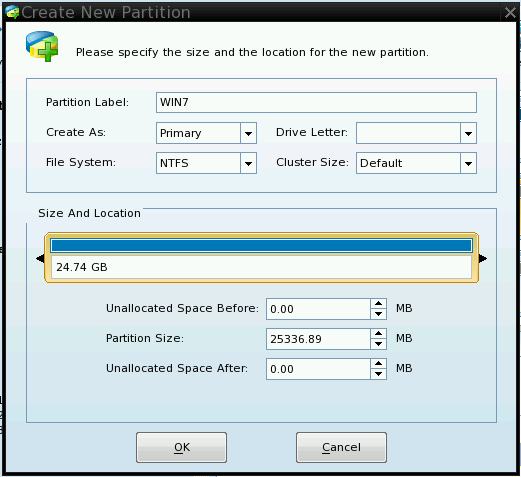 Create New Partition
Please specify the size and the location for the new partition.
Partition Label: WIN7
Create As: Primary Drive Letter:
File System: NTFS Cluster Size: Default
Size And Location
24.74 GB
Unallocated Space Before: 0.00 MB
Partition Size: 25336.89 MB
Unallocated Space After: 0.00 MB
OK Cancel